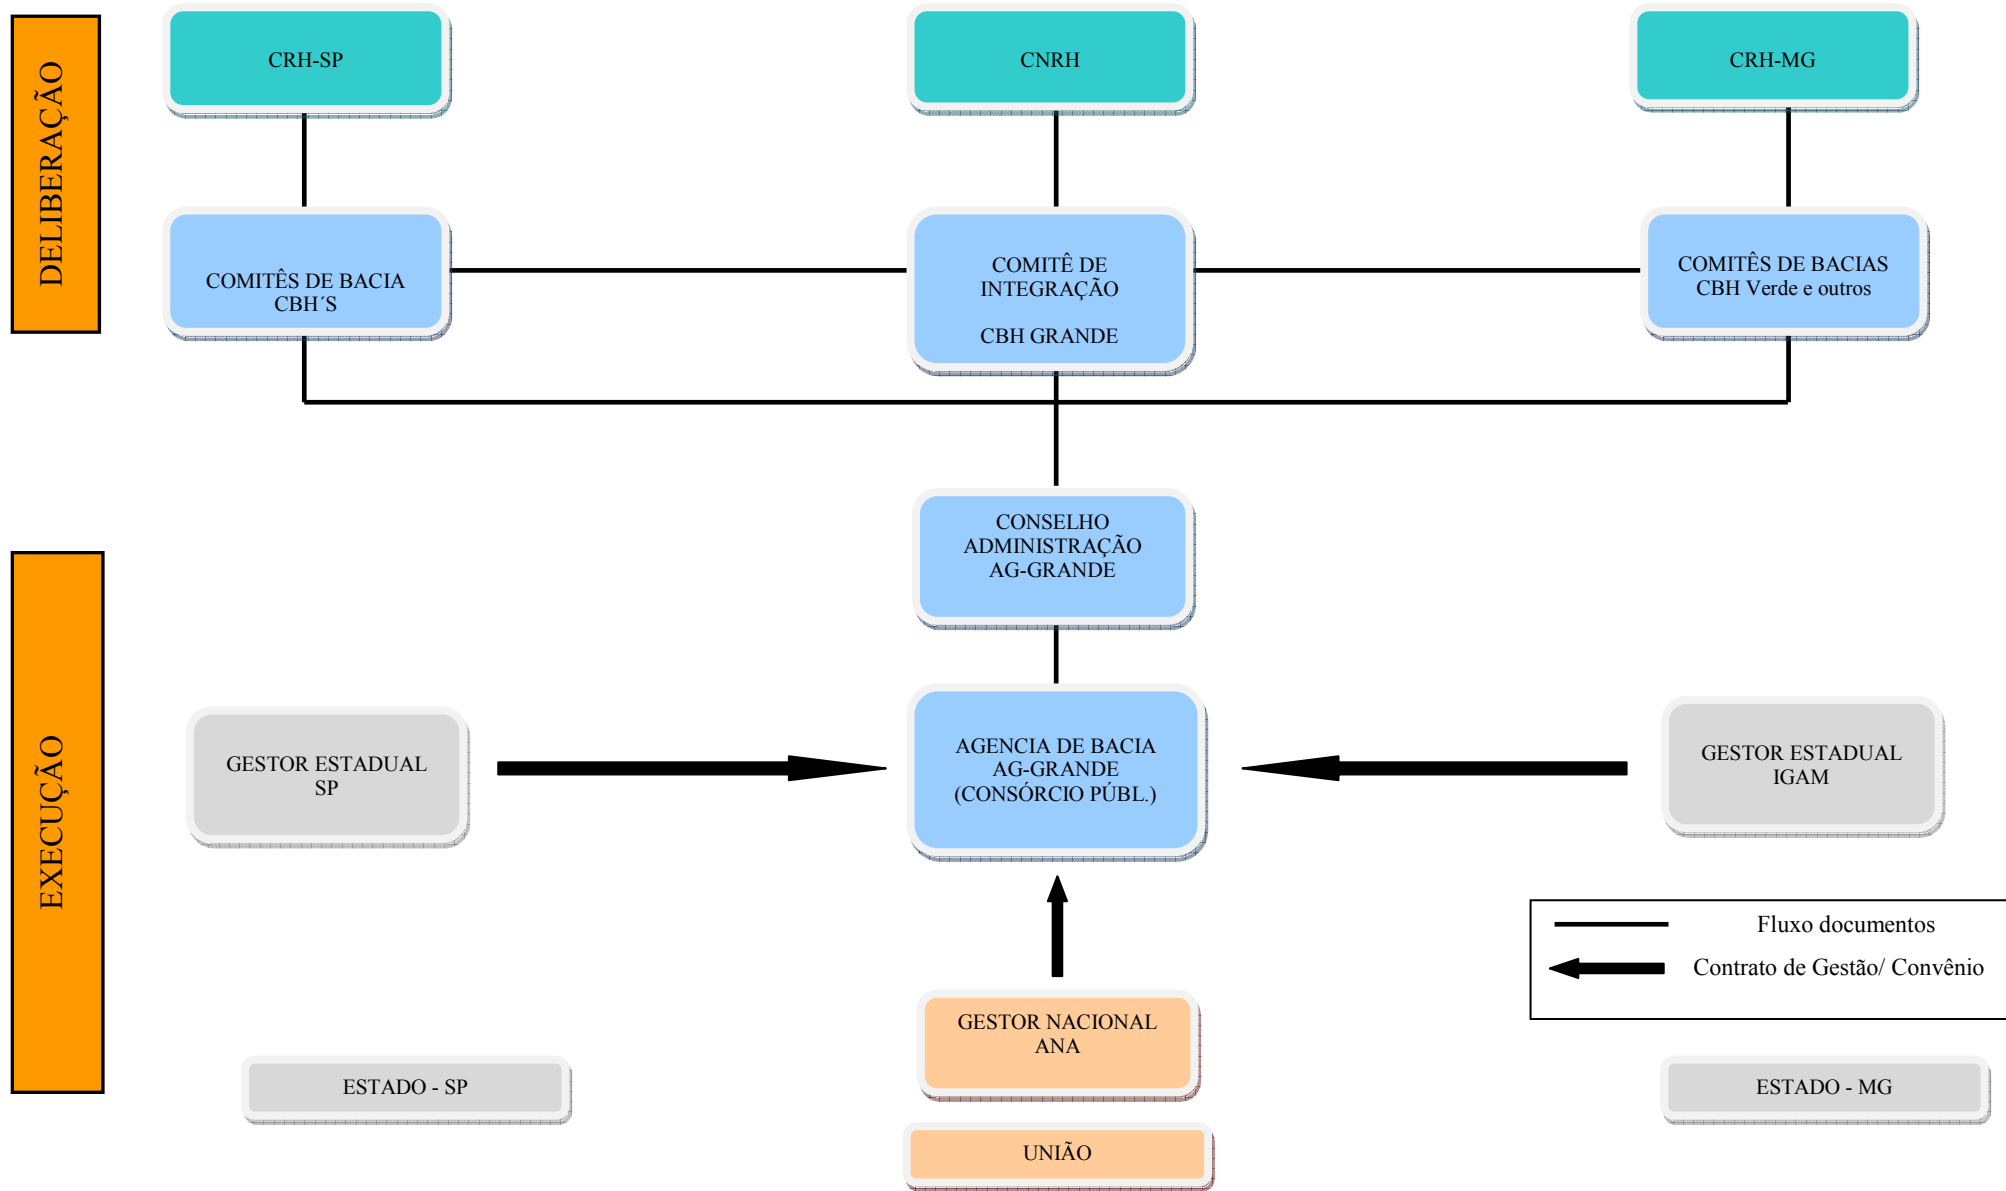 DELIBERAÇÃO
CRH-SP
CNRH
CRH-MG
COMITÊS DE BACIA
CBH´S
COMITÊ DE
INTEGRAÇÃO
CBH GRANDE
COMITÊS DE BACIAS
CBH Verde e outros
CONSELHO
ADMINISTRAÇÃO
AG-GRANDE
EXECUÇÃO
GESTOR ESTADUAL
SP
AGENCIA DE BACIA
AG-GRANDE
(CONSÓRCIO PÚBL.)
GESTOR ESTADUAL
IGAM
Fluxo documentos
Contrato de Gestão/ Convênio
GESTOR NACIONAL
ANA
ESTADO - SP
ESTADO - MG
UNIÃO